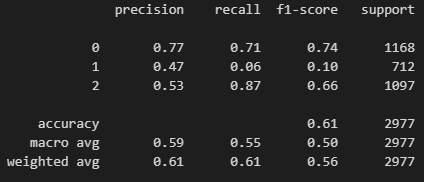 precision recall f1-score support
0 0.77 0.71 0.74 1168
1 0.47 0.06 0.10 712
2 0.53 0.87 0.66 1097
accuracy 0.61 2977
macro avg 0.59 0.55 0.50 2977
weighted avg 0.61 0.61 0.56 2977